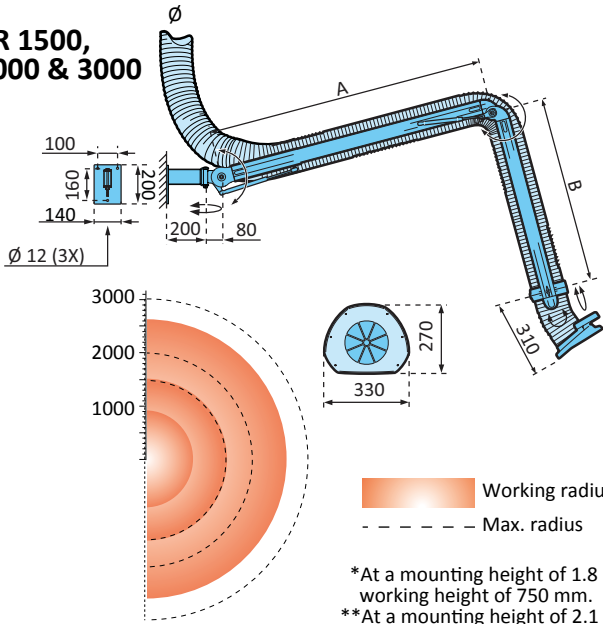 R 1500,
000 & 3000
Ø
A
B
100
160
200
140
200
80
Ø 12 (3X)
310
3000
2000
1000
270
330
Working radiu
Max. radius
*At a mounting height of 1.8
working height of 750 mm.
**At a mounting height of 2.1